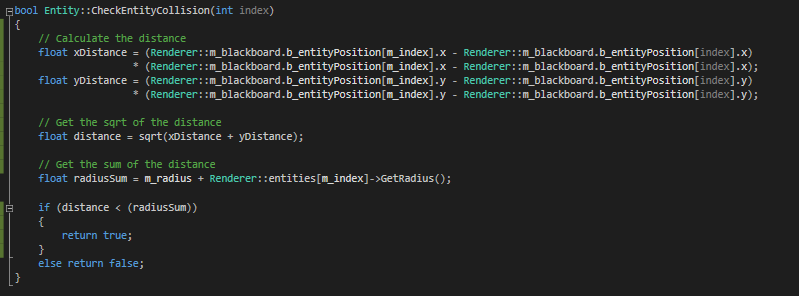 bool Entity::CheckEntityCollision(int index)
{
// Calculate the distance
float xDistance = (Renderer::m_blackboard.b_entityPosition[m_index].x - Renderer::m_blackboard.b_entityPosition[index].x)
* (Renderer::m_blackboard.b_entityPosition[m_index].x - Renderer::m_blackboard.b_entityPosition[index].x);
float yDistance = (Renderer::m_blackboard.b_entityPosition[m_index].y - Renderer::m_blackboard.b_entityPosition[index].y)
* (Renderer::m_blackboard.b_entityPosition[m_index].y - Renderer::m_blackboard.b_entityPosition[index].y);
// Get the sqrt of the distance
float distance = sqrt(xDistance + yDistance);
// Get the sum of the distance
float radiusSum = m_radius + Renderer::entities[m_index]->GetRadius();
if (distance < (radiusSum))
{
return true;
}
else return false;
}